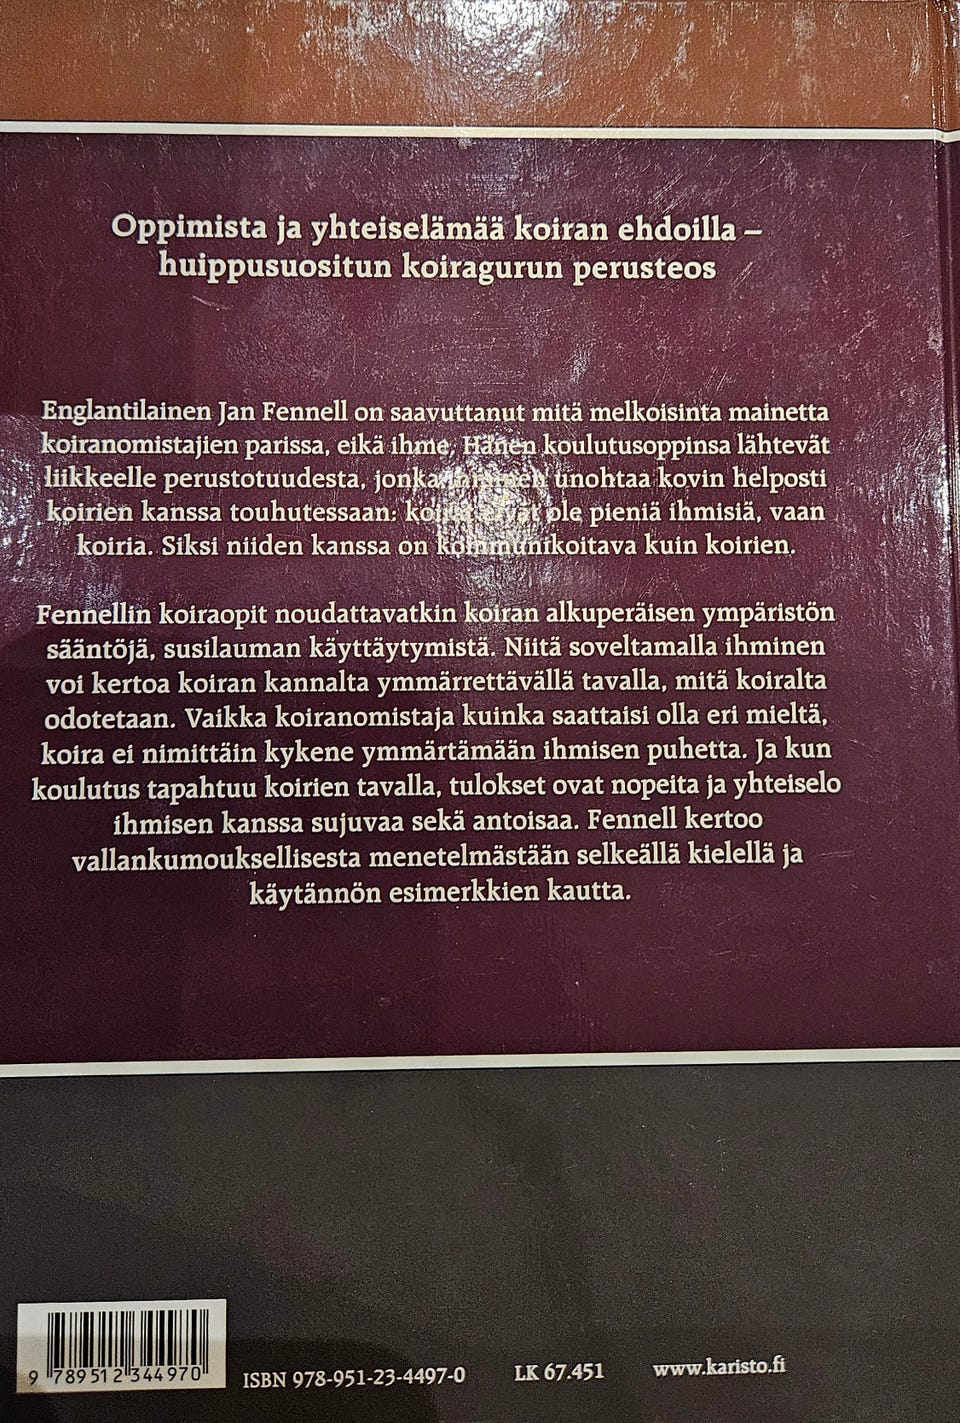 Oppimista ja yhteiselämää koiran ehdoilla –
huippusuositun koiragurun perusteos
Englantilainen Jan Fennell on saavuttanut mitä melkoisinta mainetta
koiranomistajien parissa, eikä ihme. Hänen koulutusoppinsa lähtevät
liikkeelle perustotuudesta, jonka ihminen unohtaa kovin helposti
koirien kanssa touhutessaan: koirat eivät ole pieniä ihmisiä, vaan
koiria. Siksi niiden kanssa on kommunikoitava kuin koirien.
Fennellin koiraopit noudattavatkin koiran alkuperäisen ympäristön
sääntöjä, susilauman käyttäytymistä. Niitä soveltamalla ihminen
voi kertoa koiran kannalta ymmärrettävällä tavalla, mitä koiralta
odotetaan. Vaikka koiranomistaja kuinka saattaisi olla eri mieltä,
koira ei nimittäin kykene ymmärtämään ihmisen puhetta. Ja kun
koulutus tapahtuu koirien tavalla, tulokset ovat nopeita ja yhteiselo
ihmisen kanssa sujuvaa sekä antoisaa. Fennell kertoo
vallankumouksellisesta menetelmästään selkeällä kielellä ja
käytännön esimerkkien kautta.
9 789512 344970
ISBN 978-951-23-4497-0
LK 67.451
www.karisto.fi